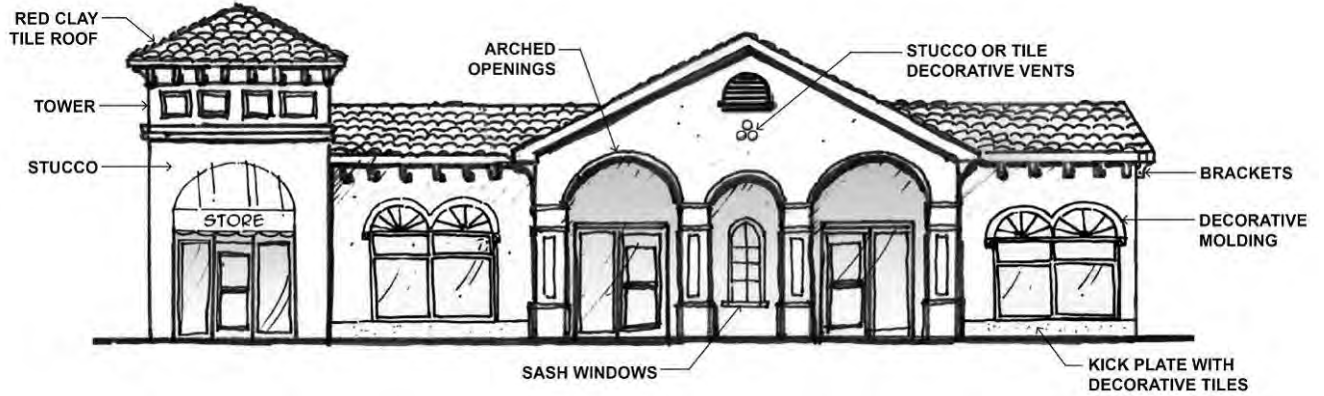 RED CLAY
TILE ROOF
TOWER
STUCCO
STORE
ARCHED
OPENINGS
STUCCO OR TILE
DECORATIVE VENTS
BRACKETS
DECORATIVE
MOLDING
SASH WINDOWS
KICK PLATE WITH
DECORATIVE TILES